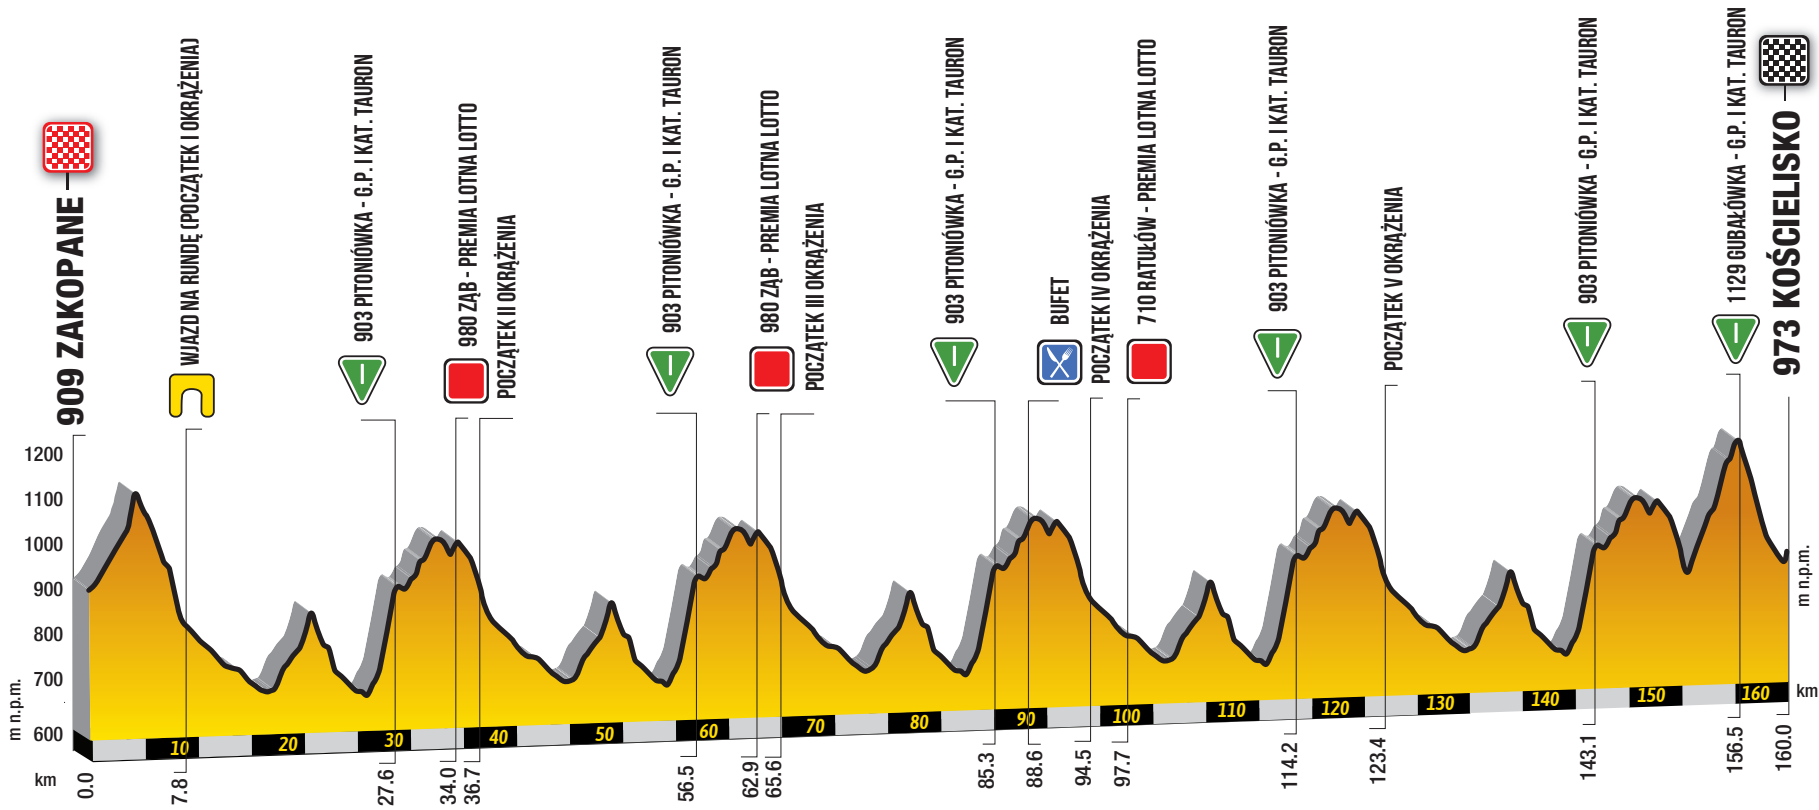 909 ZAKOPANE
WJAZD NA RUNDĘ (POCZĄTEK I OKRĄŻENIA)
903 PITONIÓWKA - G.P. I KAT. TAURON
980 ZĄB - PREMIA LOTNA LOTTO
POCZĄTEK II OKRĄŻENIA
903 PITONIÓWKA - G.P. I KAT. TAURON
980 ZĄB - PREMIA LOTNA LOTTO
POCZĄTEK III OKRĄŻENIA
903 PITONIÓWKA - G.P. I KAT. TAURON
BUFET
POCZĄTEK IV OKRĄŻENIA
710 RATUŁÓW - PREMIA LOTNA LOTTO
903 PITONIÓWKA - G.P. I KAT. TAURON
POCZĄTEK V OKRĄŻENIA
903 PITONIÓWKA - G.P. I KAT. TAURON
1129 GUBAŁÓWKA - G.P. I KAT. TAURON
973 KOŚCIELISKO
I
I
I
I
I
I
1200
1100
1000
900
800
700
600
m n.p.m.
m n.p.m.
10 20 30 40 50 60 70 80 90 100 110 120 130 140 150 160 km
km 0.0 7.8 27.6 34.0 36.7 56.5 62.9 65.6 85.3 88.6 94.5 97.7 114.2 123.4 143.1 156.5 160.0